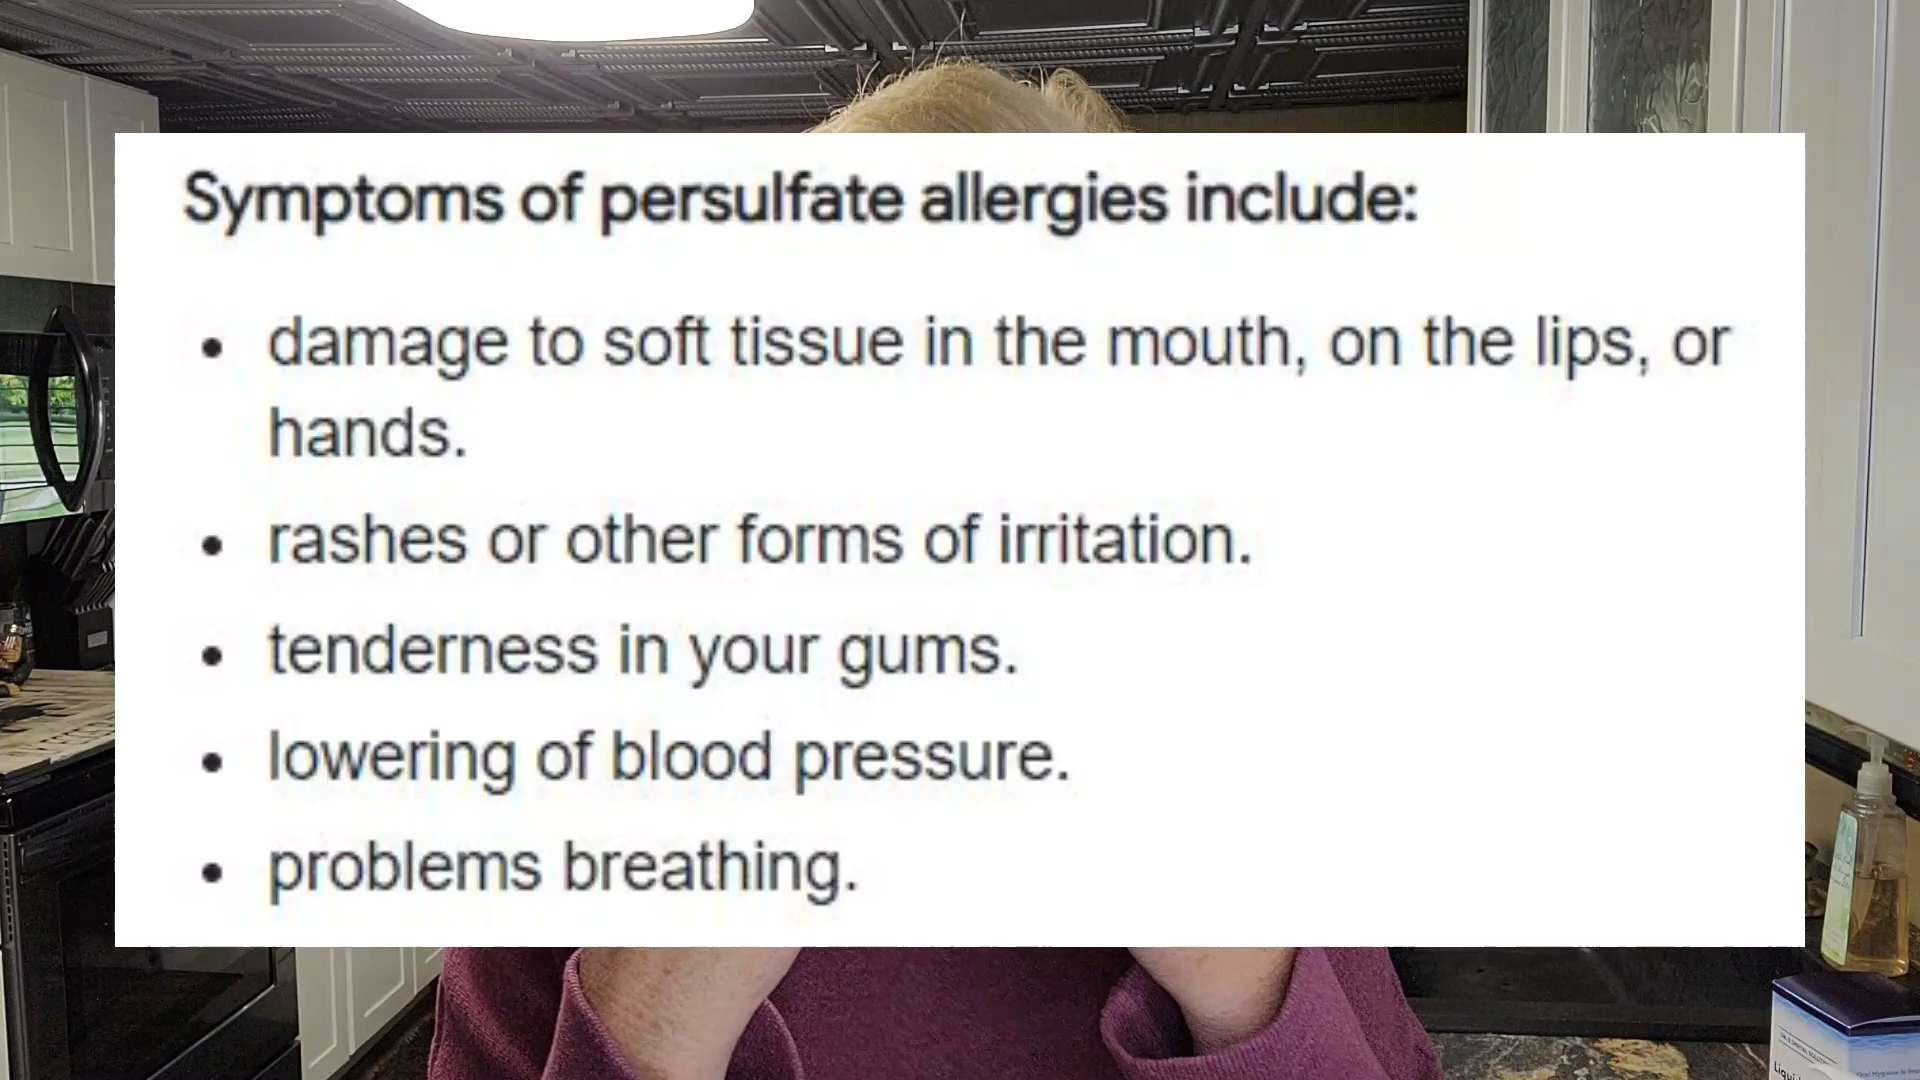 Symptoms of persulfate allergies include:
• damage to soft tissue in the mouth, on the lips, or
hands.
• rashes or other forms of irritation.
• tenderness in your gums.
• lowering of blood pressure.
• problems breathing.